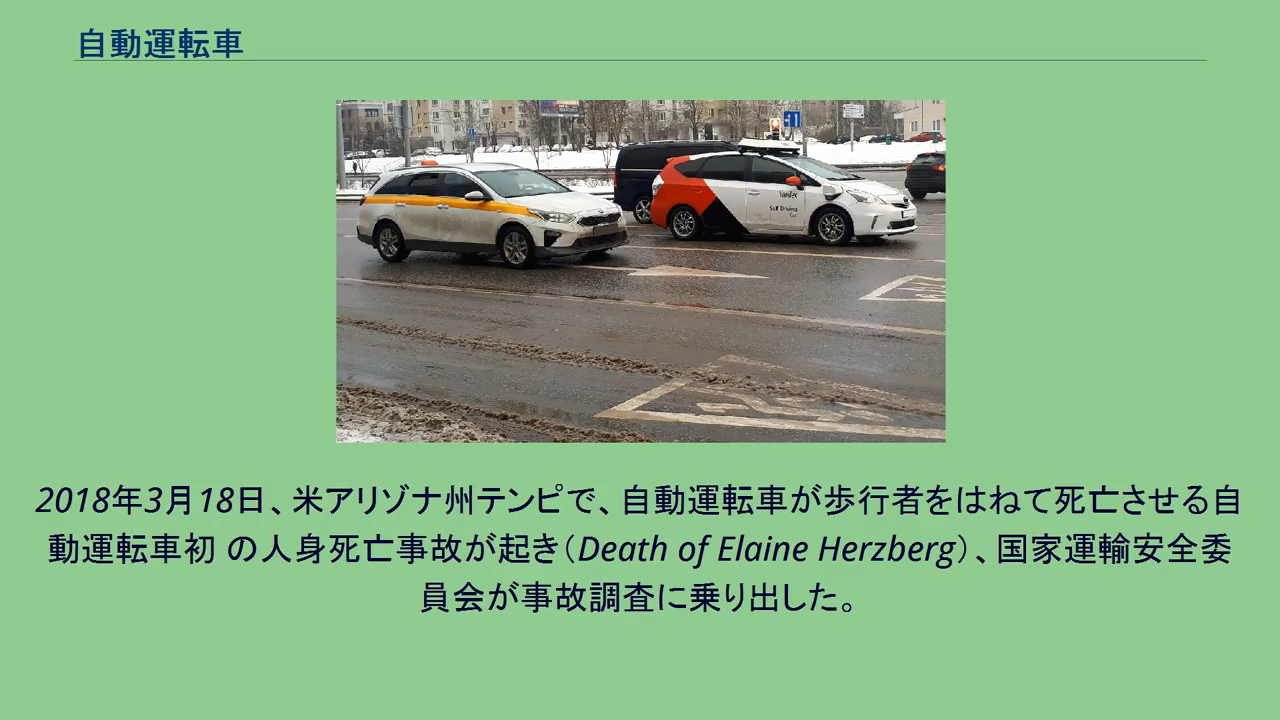 自動運転車
Yandex
Self Driving
Car
2018年3月18日、米アリゾナ州テンピで、自動運転車が歩行者をはねて死亡させる自
動運転車初 の人身死亡事故が起き（Death of Elaine Herzberg）、国家運輸安全委
員会が事故調査に乗り出した。